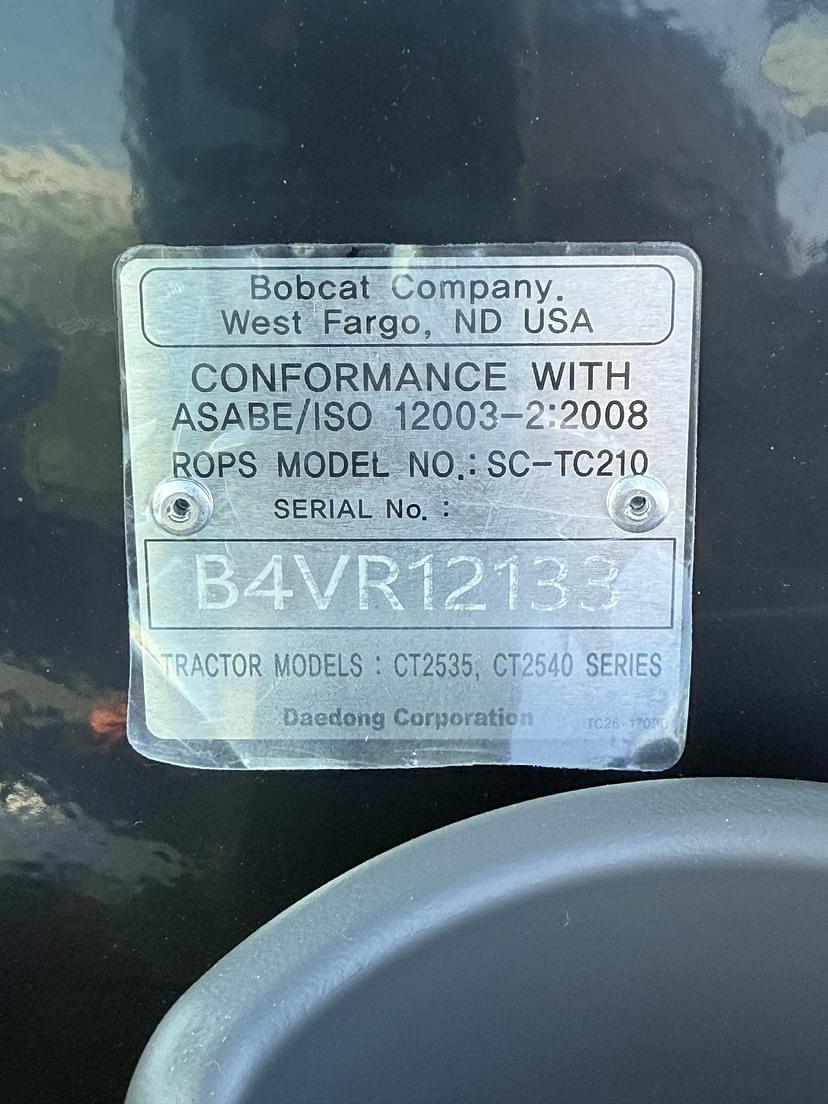 Bobcat Company.
West Fargo, ND USA
CONFORMANCE WITH
ASABE/ISO 12003-2:2008
ROPS MODEL NO.: SC-TC210
SERIAL No. :
B4VR12133
TRACTOR MODELS : CT2535, CT2540 SERIES
Daedong Corporation